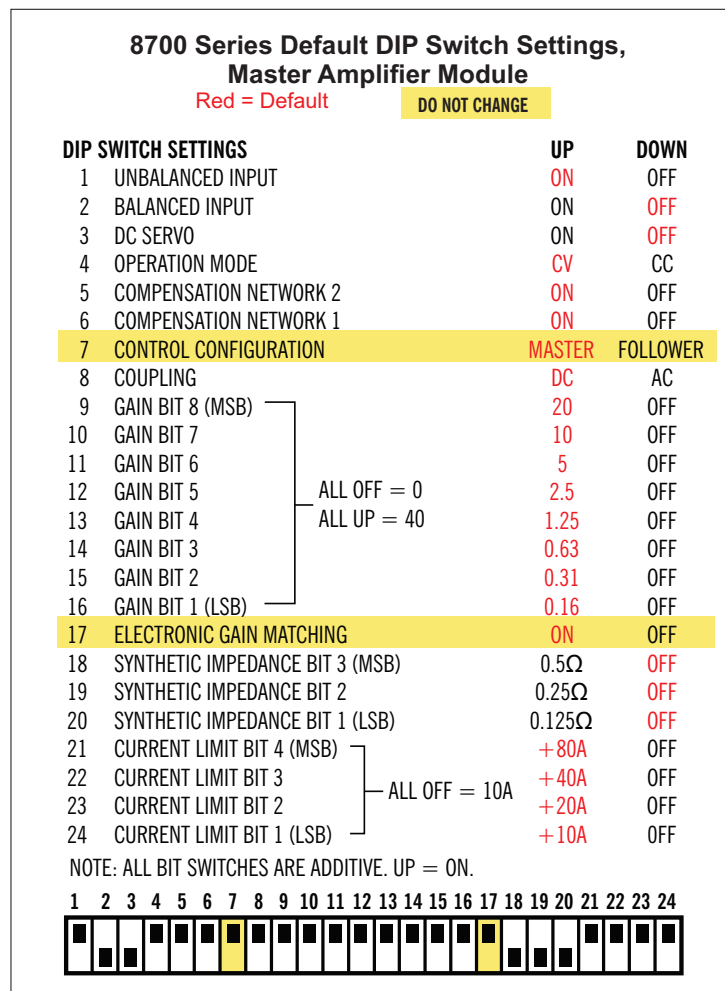 8700 Series Default DIP Switch Settings,
Master Amplifier Module
Red = Default DO NOT CHANGE
DIP SWITCH SETTINGS UP DOWN
1 UNBALANCED INPUT ON OFF
2 BALANCED INPUT ON OFF
3 DC SERVO ON OFF
4 OPERATION MODE CV CC
5 COMPENSATION NETWORK 2 ON OFF
6 COMPENSATION NETWORK 1 ON OFF
7 CONTROL CONFIGURATION MASTER FOLLOWER
8 COUPLING DC AC
9 GAIN BIT 8 (MSB) 20 OFF
10 GAIN BIT 7 10 OFF
11 GAIN BIT 6 5 OFF
12 GAIN BIT 5 ALL OFF = 0 2.5 OFF
13 GAIN BIT 4 ALL UP = 40 1.25 OFF
14 GAIN BIT 3 0.63 OFF
15 GAIN BIT 2 0.31 OFF
16 GAIN BIT 1 (LSB) 0.16 OFF
17 ELECTRONIC GAIN MATCHING ON OFF
18 SYNTHETIC IMPEDANCE BIT 3 (MSB) 0.5Ω OFF
19 SYNTHETIC IMPEDANCE BIT 2 0.25Ω OFF
20 SYNTHETIC IMPEDANCE BIT 1 (LSB) 0.125Ω OFF
21 CURRENT LIMIT BIT 4 (MSB) +80A OFF
22 CURRENT LIMIT BIT 3 ALL OFF = 10A +40A OFF
23 CURRENT LIMIT BIT 2 +20A OFF
24 CURRENT LIMIT BIT 1 (LSB) +10A OFF
NOTE: ALL BIT SWITCHES ARE ADDITIVE. UP = ON.
1 2 3 4 5 6 7 8 9 10 11 12 13 14 15 16 17 18 19 20 21 22 23 24